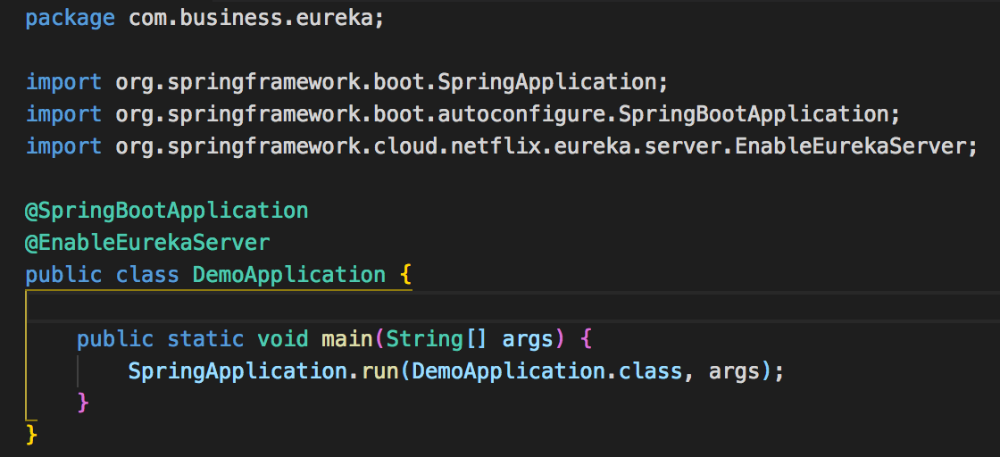 package com.business.eureka;
import org.springframework.boot.SpringApplication;
import org.springframework.boot.autoconfigure.SpringBootApplication;
import org.springframework.cloud.netflix.eureka.server.EnableEurekaServer;
@SpringBootApplication
@EnableEurekaServer
public class DemoApplication {
public static void main(String[] args) {
SpringApplication.run(DemoApplication.class, args);
}
}